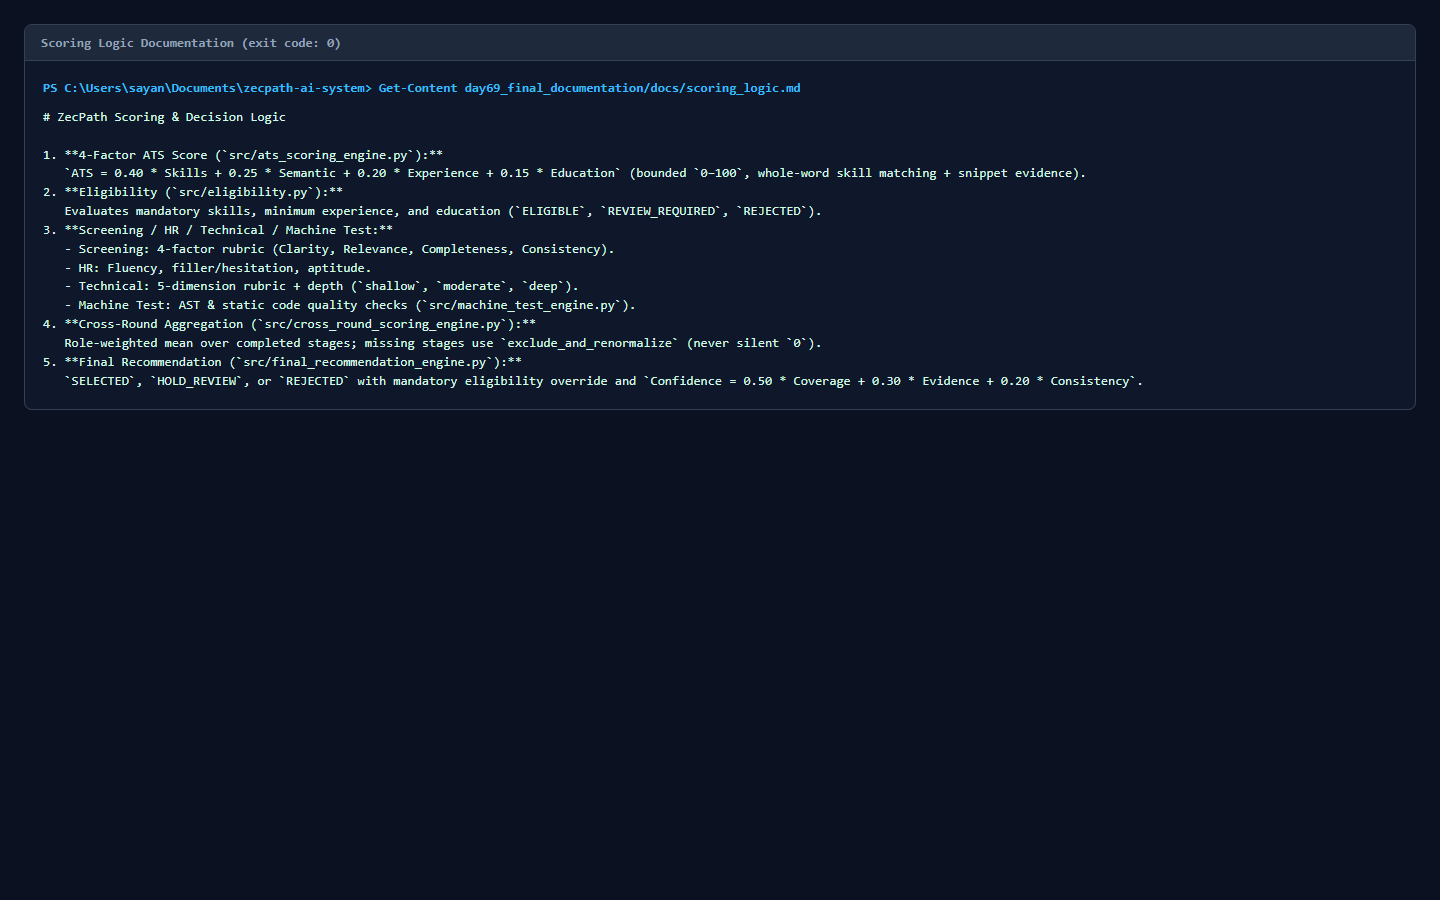 Scoring Logic Documentation (exit code: 0)
PS C:\Users\sayan\Documents\zecpath-ai-system> Get-Content day69_final_documentation/docs/scoring_logic.md
# ZecPath Scoring & Decision Logic
1. **4-Factor ATS Score (`src/ats_scoring_engine.py`):**
`ATS = 0.40 * Skills + 0.25 * Semantic + 0.20 * Experience + 0.15 * Education` (bounded `0–100`, whole-word skill matching + snippet evidence).
2. **Eligibility (`src/eligibility.py`):**
Evaluates mandatory skills, minimum experience, and education (`ELIGIBLE`, `REVIEW_REQUIRED`, `REJECTED`).
3. **Screening / HR / Technical / Machine Test:**
- Screening: 4-factor rubric (Clarity, Relevance, Completeness, Consistency).
- HR: Fluency, filler/hesitation, aptitude.
- Technical: 5-dimension rubric + depth (`shallow`, `moderate`, `deep`).
- Machine Test: AST & static code quality checks (`src/machine_test_engine.py`).
4. **Cross-Round Aggregation (`src/cross_round_scoring_engine.py`):**
Role-weighted mean over completed stages; missing stages use `exclude_and_renormalize` (never silent `0`).
5. **Final Recommendation (`src/final_recommendation_engine.py`):**
`SELECTED`, `HOLD_REVIEW`, or `REJECTED` with mandatory eligibility override and `Confidence = 0.50 * Coverage + 0.30 * Evidence + 0.20 * Consistency`.